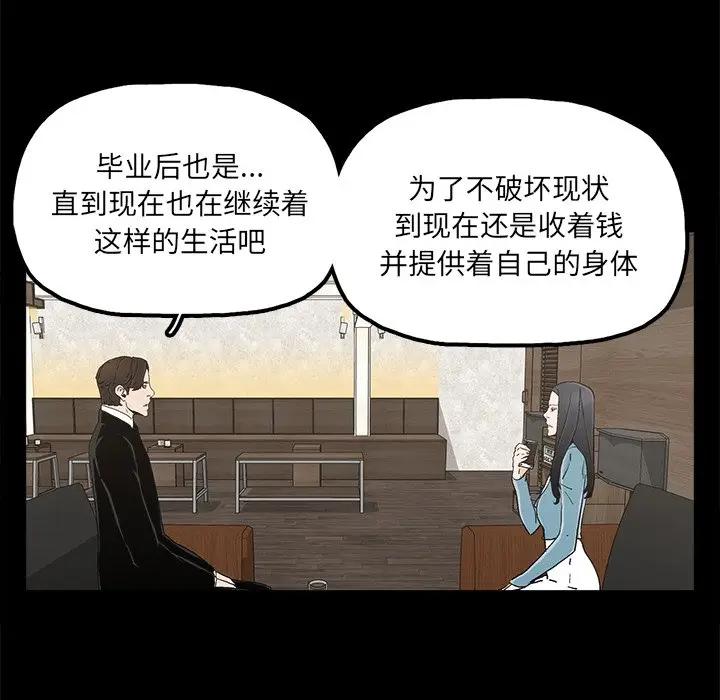 毕业后也是...
直到现在也在继续着
这样的生活吧
为了不破坏现状
到现在还是收着钱
并提供着自己的身体